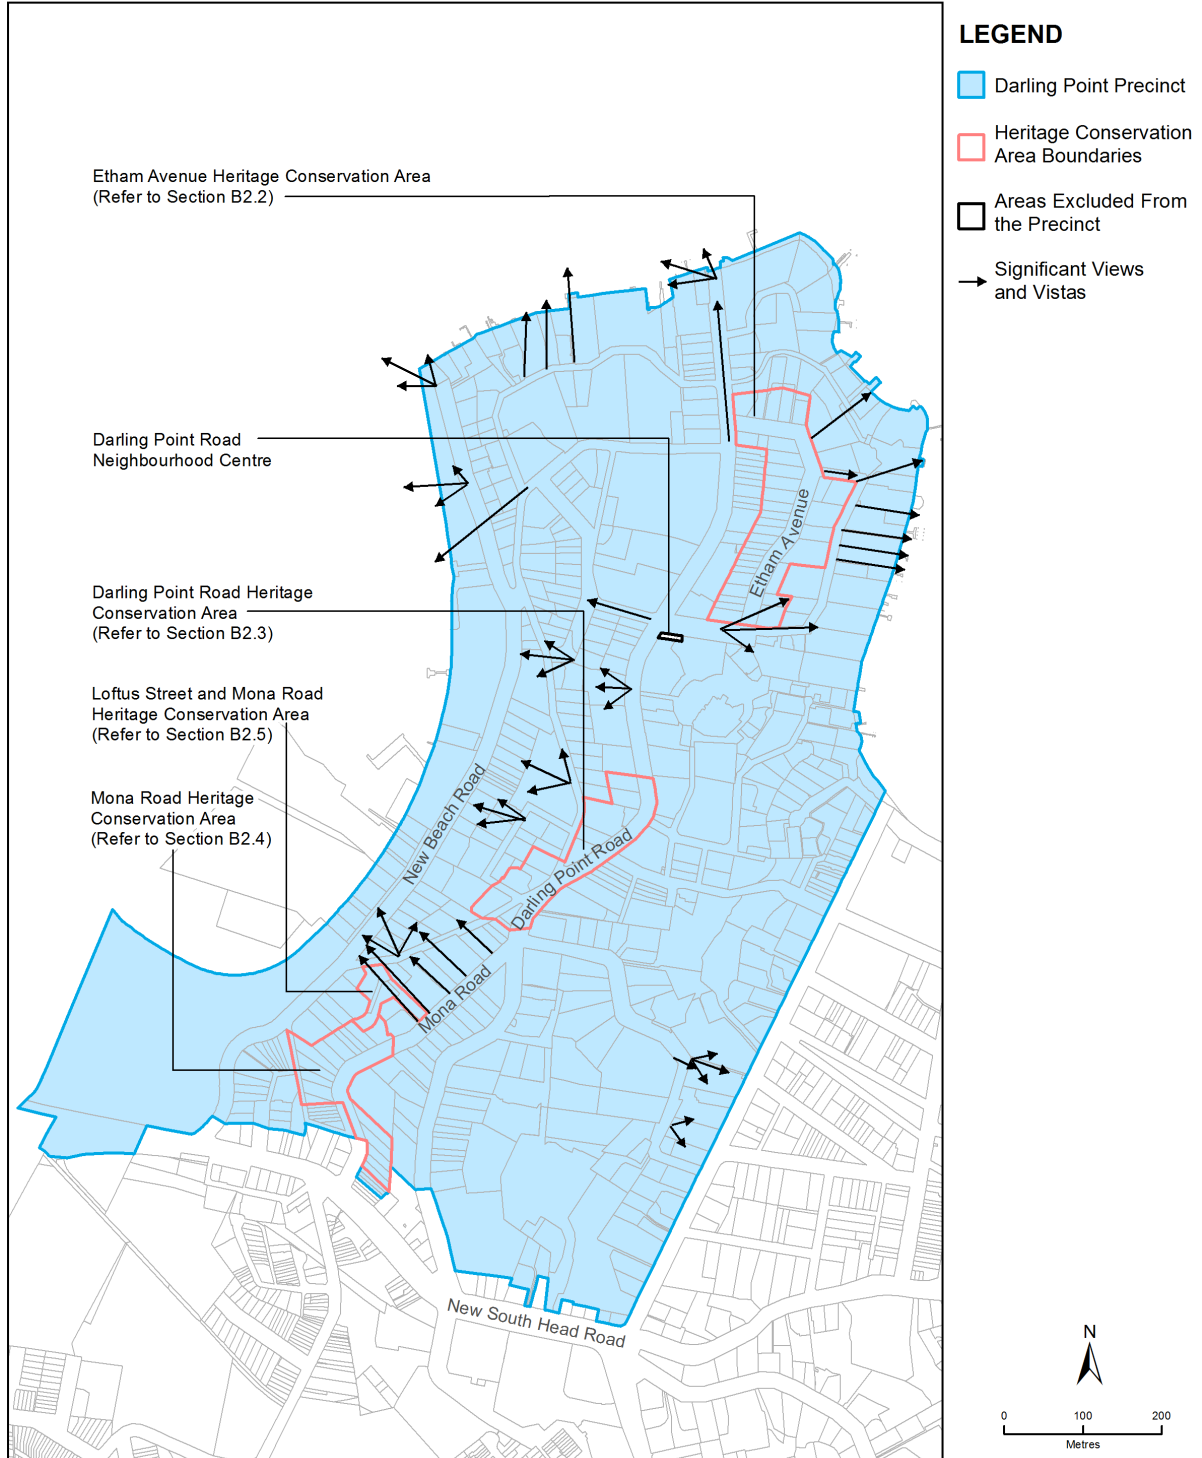 LEGEND
Darling Point Precinct
Heritage Conservation
Area Boundaries
Areas Excluded From
the Precinct
Significant Views
and Vistas
Etham Avenue Heritage Conservation Area
(Refer to Section B2.2)
Darling Point Road
Neighbourhood Centre
Darling Point Road Heritage
Conservation Area
(Refer to Section B2.3)
Loftus Street and Mona Road
Heritage Conservation Area
(Refer to Section B2.5)
Mona Road Heritage
Conservation Area
(Refer to Section B2.4)
Etham Avenue
New Beach Road
Darling Point Road
Mona Road
New South Head Road
N
0 100 200
Metres